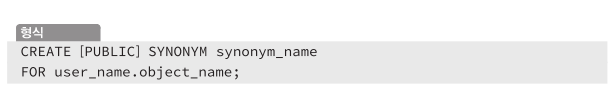 형식
CREATE [PUBLIC] SYNONYM synonym_name
FOR user_name.object_name;